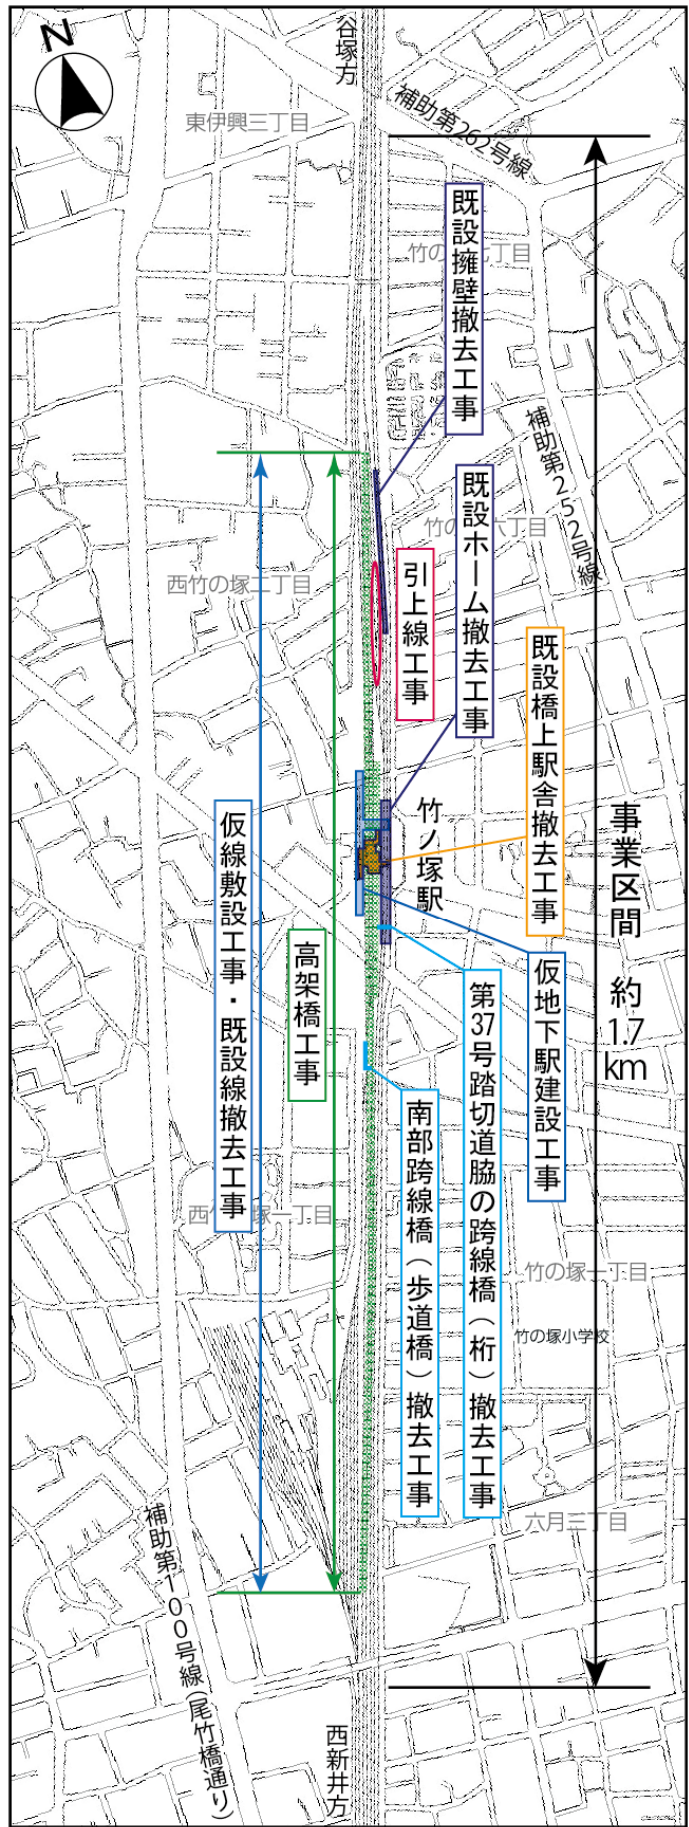 N
谷塚方
東伊興三丁目
補助第262号線
既設擁壁撤去工事
竹の
七丁目
補助第252号線
既設ホーム撤去工事
竹の
六丁目
引上線工事
西竹の塚二丁目
既設橋上駅舎撤去工事
竹ノ塚駅
事業区間 約1.7km
仮線敷設工事・既設線撤去工事
高架橋工事
仮地下駅建設工事
第37号踏切道脇の跨線橋（桁）撤去工事
南部跨線橋（歩道橋）撤去工事
西竹
塚一丁目
竹の塚一丁目
竹の塚小学校
六月三丁目
補助第100号線（尾竹橋通り）
西新井方